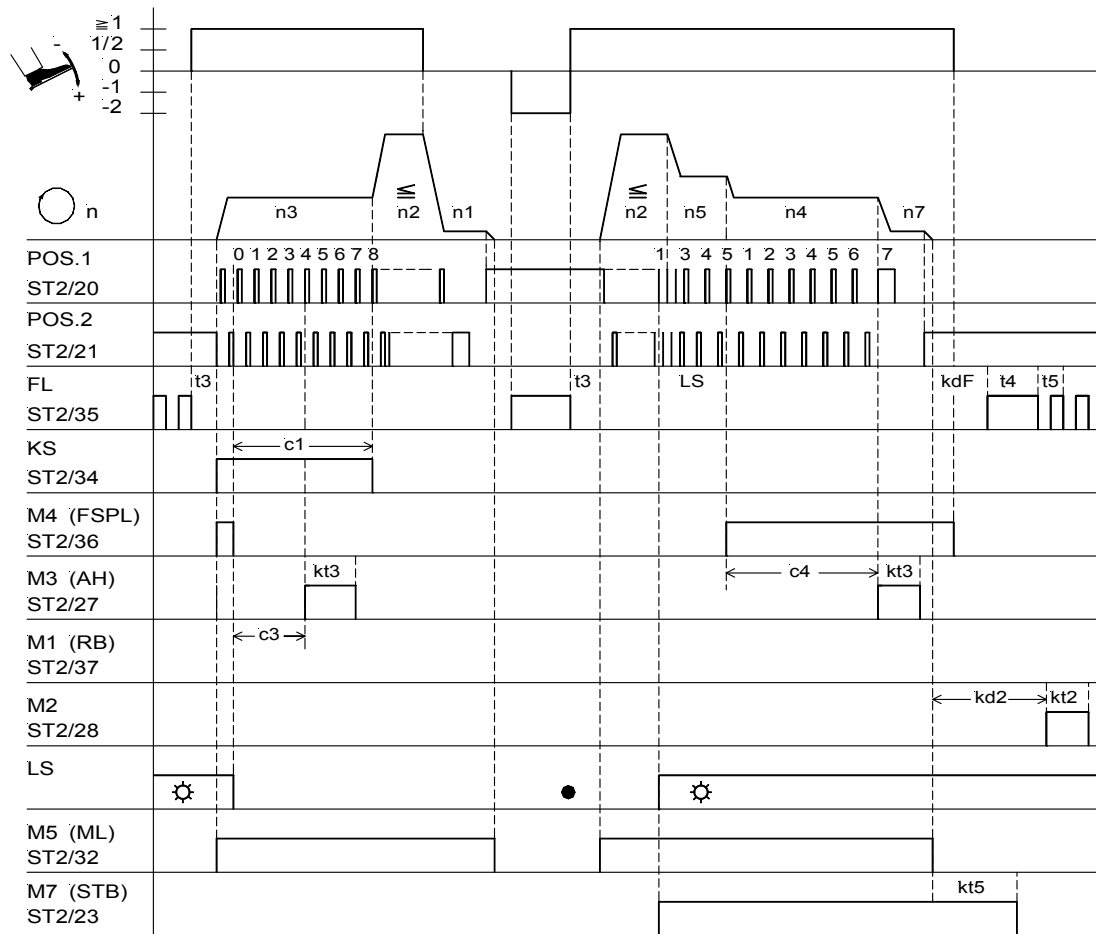 ≧1
1/2
0
-1
-2
-
+
n
n3
≦
n2
n1
≦
n2
n5
n4
n7
POS.1
ST2/20
0 1 2 3 4 5 6 7 8
1 3 4 5 1 2 3 4 5 6 7
POS.2
ST2/21
FL
ST2/35
t3
t3
LS
kdF
t4
t5
KS
ST2/34
c1
M4 (FSPL)
ST2/36
M3 (AH)
ST2/27
kt3
c4
kt3
M1 (RB)
ST2/37
c3
M2
ST2/28
kd2
kt2
LS
M5 (ML)
ST2/32
M7 (STB)
ST2/23
kt5